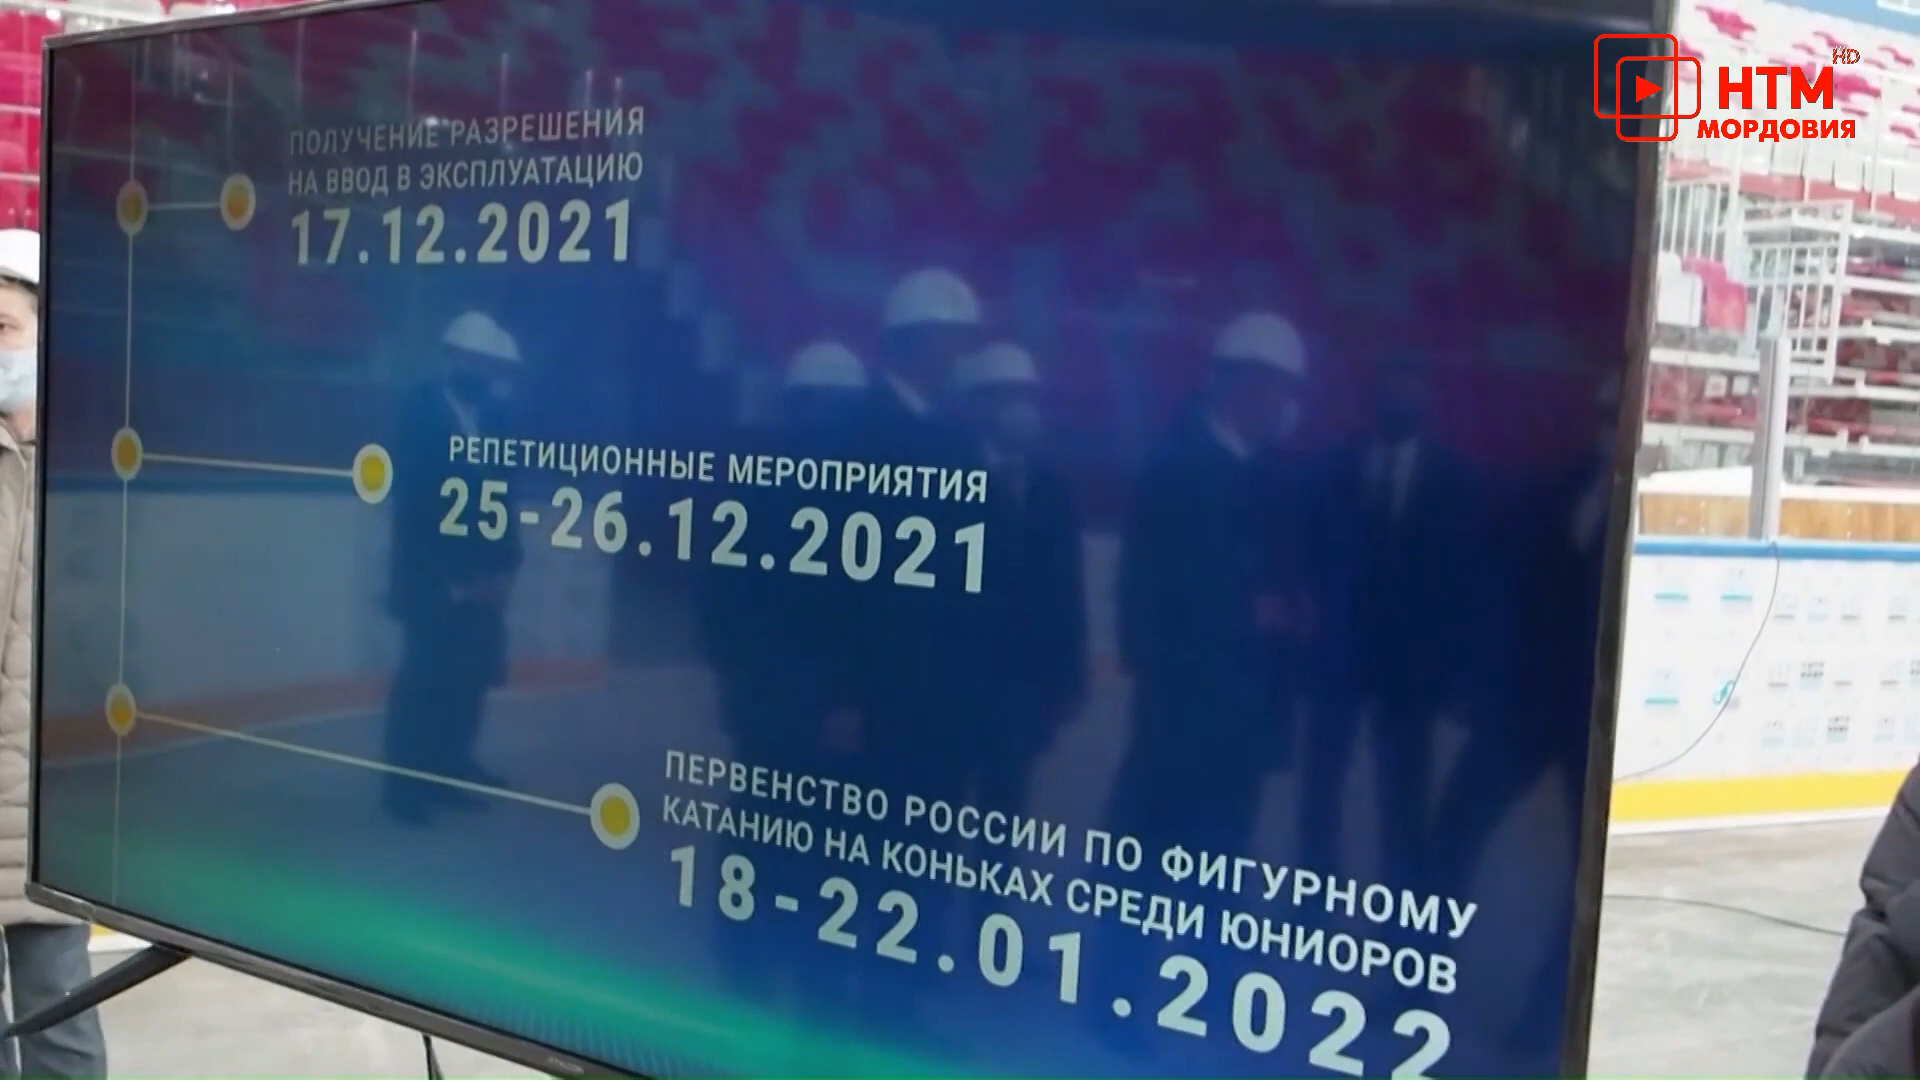 HD
НТМ
МОРДОВИЯ
ПОЛУЧЕНИЕ РАЗРЕШЕНИЯ
НА ВВОД В ЭКСПЛУАТАЦИЮ
17.12.2021
РЕПЕТИЦИОННЫЕ МЕРОПРИЯТИЯ
25-26.12.2021
ПЕРВЕНСТВО РОССИИ ПО ФИГУРНОМУ
КАТАНИЮ НА КОНЬКАХ СРЕДИ ЮНИОРОВ
18-22.01.2022